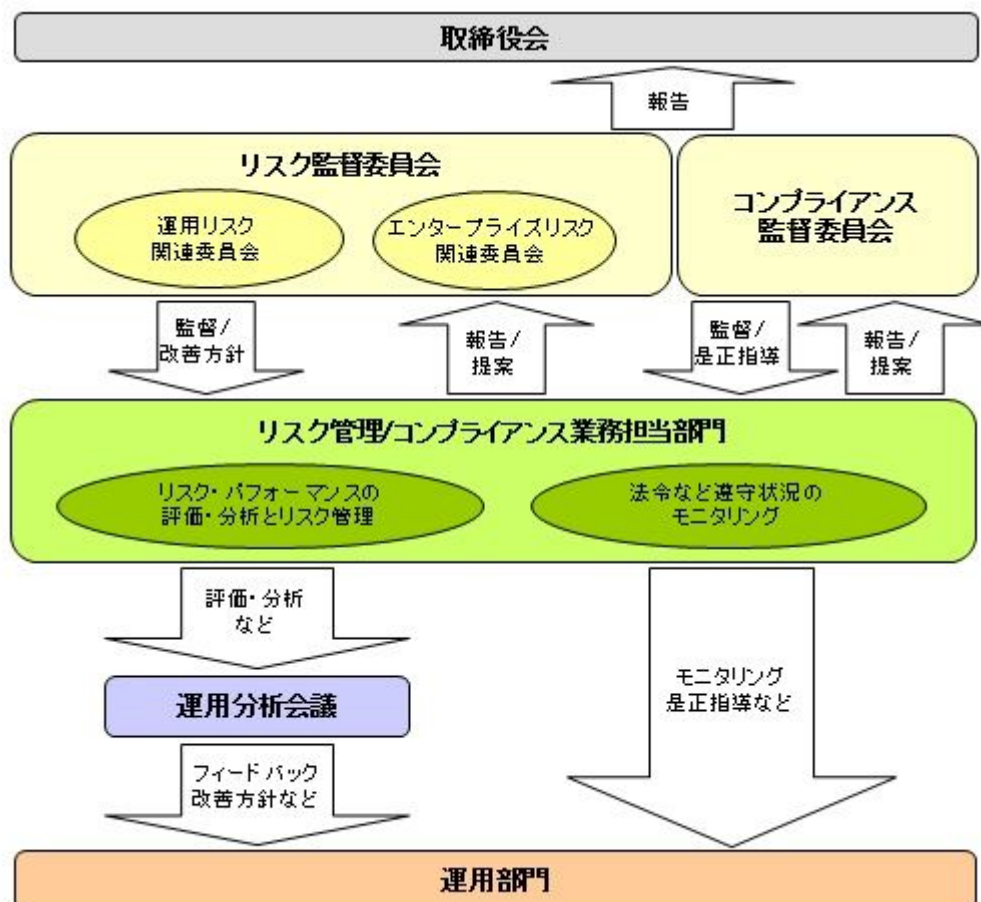 取締役会
報告
リスク監督委員会
運用リスク
関連委員会
エンタープライズリスク
関連委員会
コンプライアンス
監督委員会
監督/
改善方針
報告/
提案
監督/
是正指導
報告/
提案
リスク管理/コンプライアンス業務担当部門
リスク・パフォーマンスの
評価・分析とリスク管理
法令など遵守状況の
モニタリング
評価・分析
など
運用分析会議
モニタリング
是正指導など
フィードバック
改善方針など
運用部門